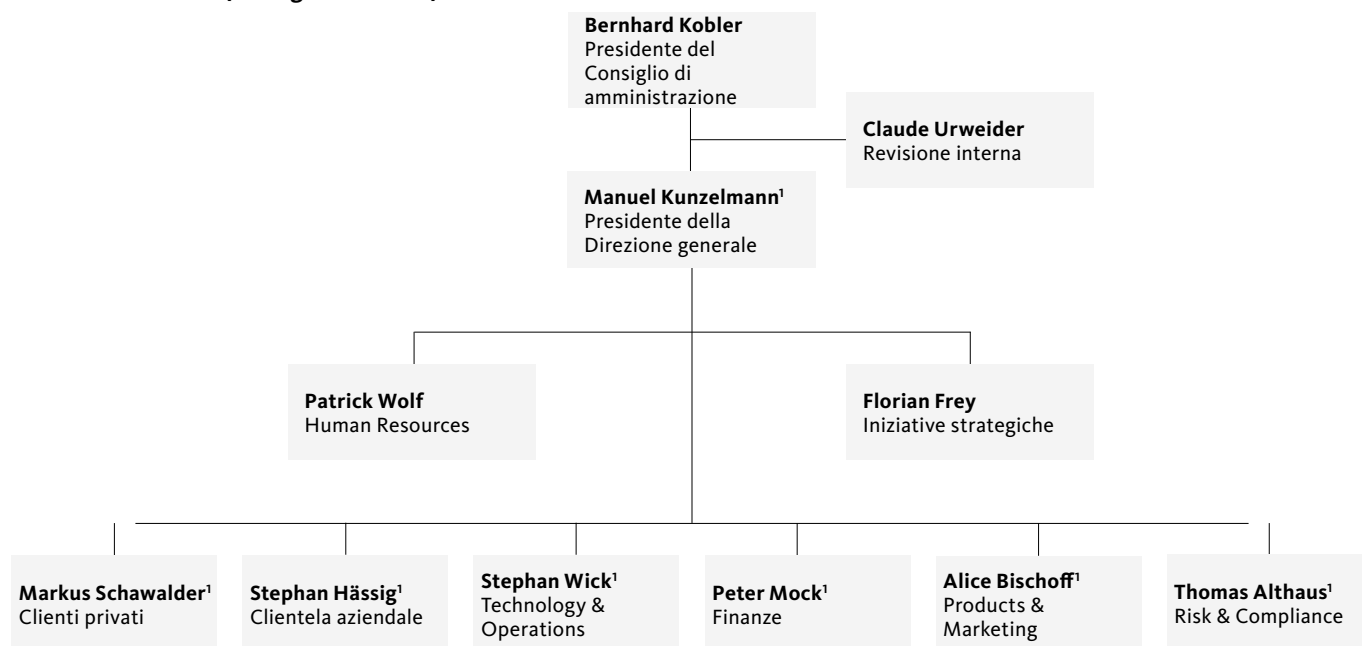 Bernhard Kobler
Presidente del
Consiglio di
amministrazione
Claude Urweider
Revisione interna
Manuel Kunzelmann¹
Presidente della
Direzione generale
Patrick Wolf
Human Resources
Florian Frey
Iniziative strategiche
Markus Schawalder¹
Clienti privati
Stephan Hässig¹
Clientela aziendale
Stephan Wick¹
Technology &
Operations
Peter Mock¹
Finanze
Alice Bischoff¹
Products &
Marketing
Thomas Althaus¹
Risk & Compliance